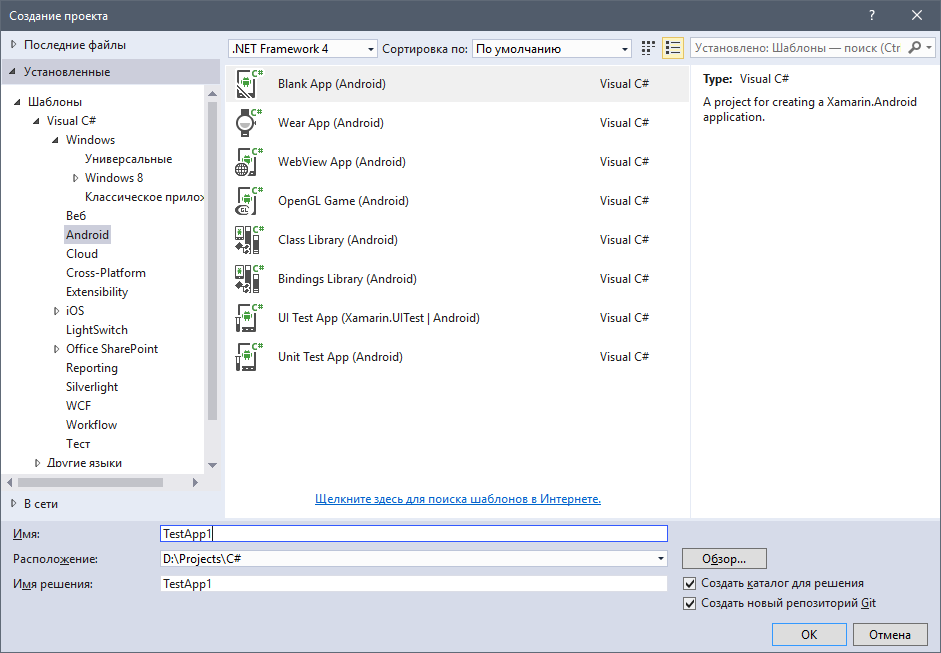 Создание проекта
?
Последние файлы
Установленные
Шаблоны
Visual C#
Windows
Универсальные
Windows 8
Классическое прилож
Веб
Android
Cloud
Cross-Platform
Extensibility
iOS
LightSwitch
Office SharePoint
Reporting
Silverlight
WCF
Workflow
Тест
Другие языки
В сети
.NET Framework 4 Сортировка по: По умолчанию
Blank App (Android) Visual C#
Wear App (Android) Visual C#
WebView App (Android) Visual C#
OpenGL Game (Android) Visual C#
Class Library (Android) Visual C#
Bindings Library (Android) Visual C#
UI Test App (Xamarin.UITest | Android) Visual C#
Unit Test App (Android) Visual C#
Щелкните здесь для поиска шаблонов в Интернете.
Установлено: Шаблоны — поиск (Ctr
Type: Visual C#
A project for creating a Xamarin.Android
application.
Имя: TestApp1
Расположение: D:\Projects\C#
Обзор...
Имя решения: TestApp1
Создать каталог для решения
Создать новый репозиторий Git
ОК Отмена